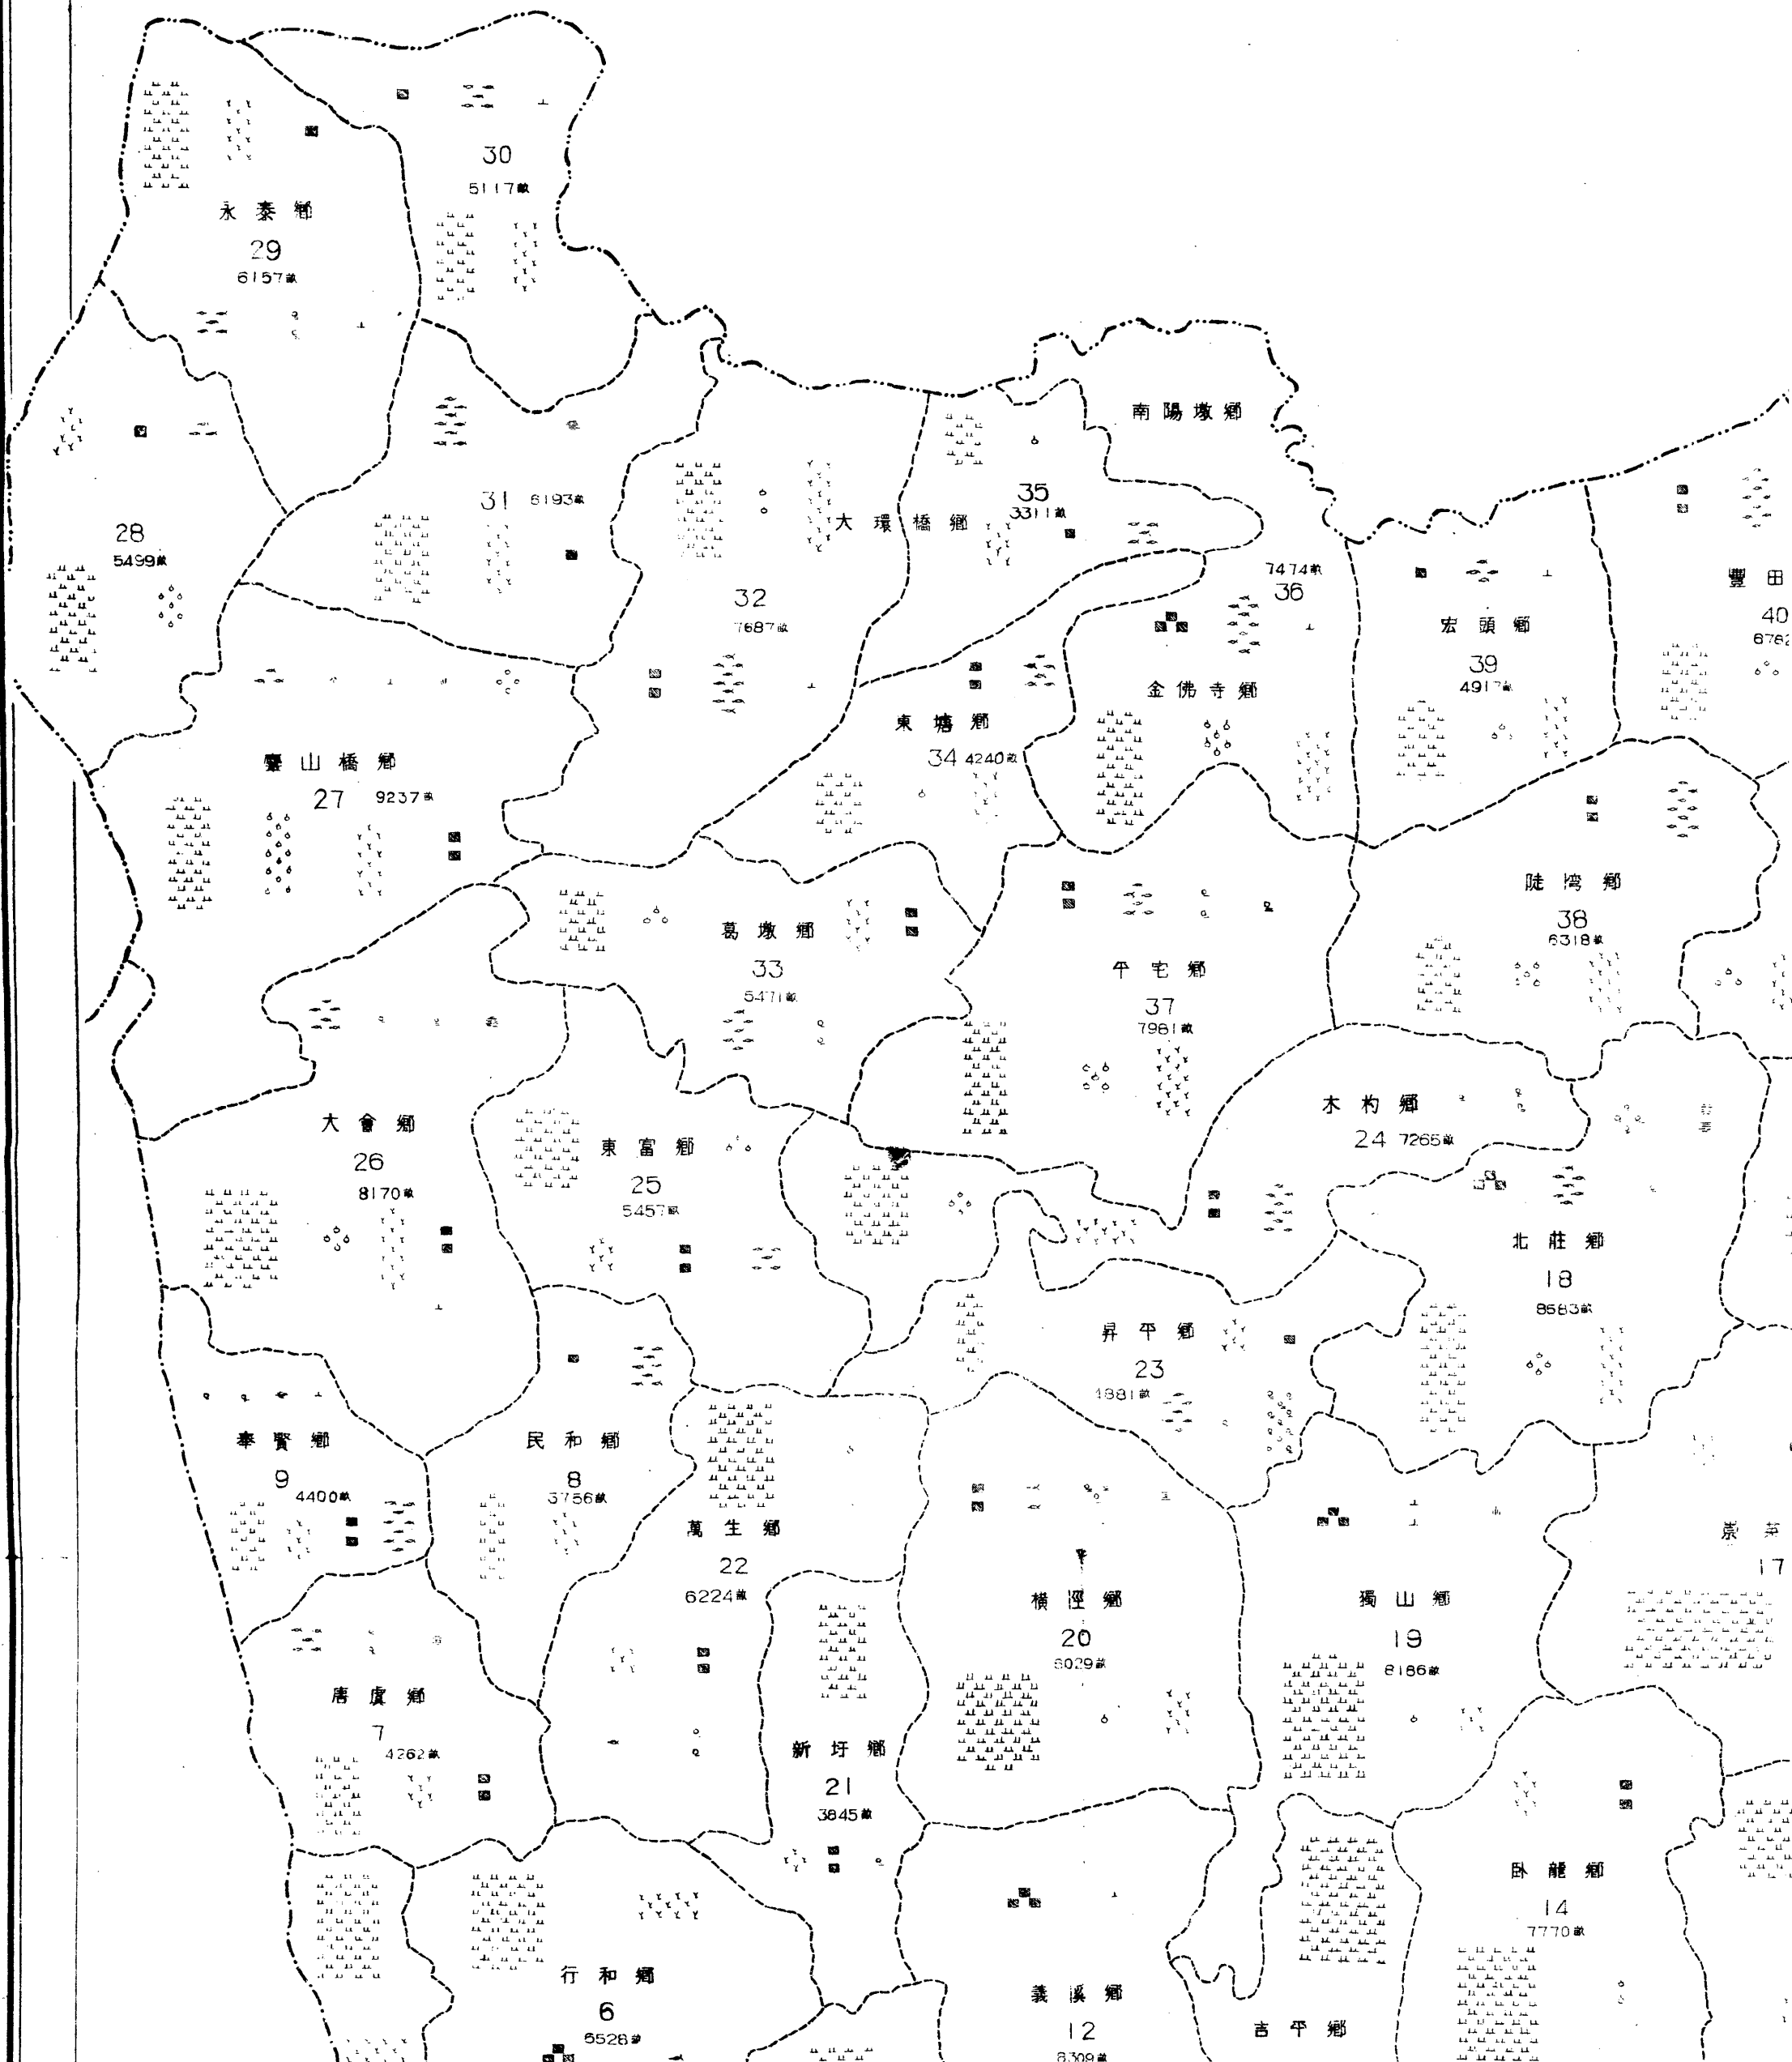 30
5117畝
永泰鄉
29
6157畝
南陽墩鄉
28
5499畝
31 6193畝
35
3311畝
大環橋鄉
32
7687畝
7474畝
36
豐田
40
6762
宏頭鄉
39
4917畝
金佛寺鄉
東塘鄉
34 4240畝
山橋鄉
27 9237畝
陡灣鄉
38
6318畝
葛墩鄉
33
5471畝
平宅鄉
37
7981畝
木杓鄉
24 7265畝
大會鄉
26
8170畝
東富鄉
25
5457畝
北莊鄉
18
8583畝
昇平鄉
23
4881畝
奉賢鄉
9 4400畝
民和鄉
8
3756畝
萬生鄉
22
6224畝
崇
17
橫涇鄉
20
6029畝
獨山鄉
19
8186畝
唐虞鄉
7 4262畝
新圩鄉
21
3845畝
臥龍鄉
14
7770畝
行和鄉
6
6528畝
義溪鄉
12
8309畝
吉平鄉